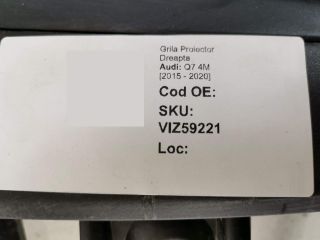 Grila Proiector
Dreapta
Audi: Q7 4M
[2015 - 2020]
Cod OE:
SKU:
VIZ59221
Loc: